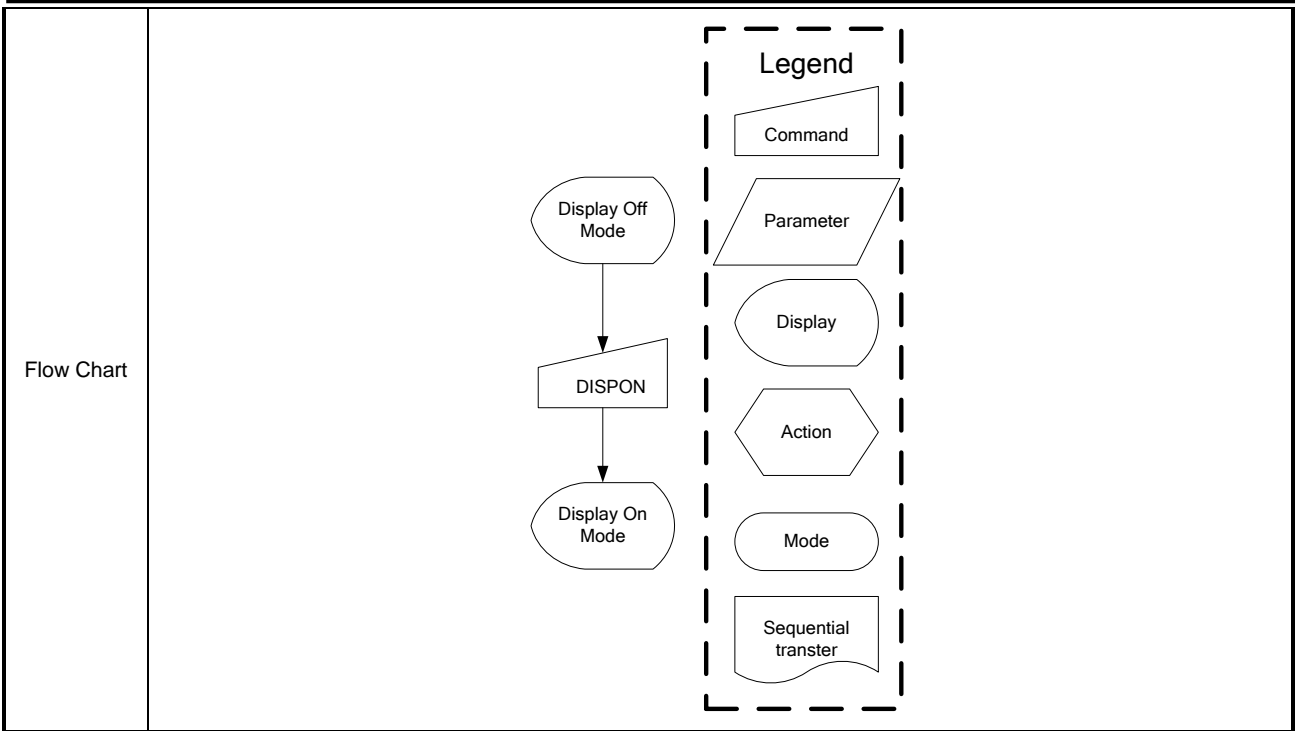 Flow Chart
Display Off
Mode
DISPON
Display On
Mode
Legend
Command
Parameter
Display
Action
Mode
Sequential
transter